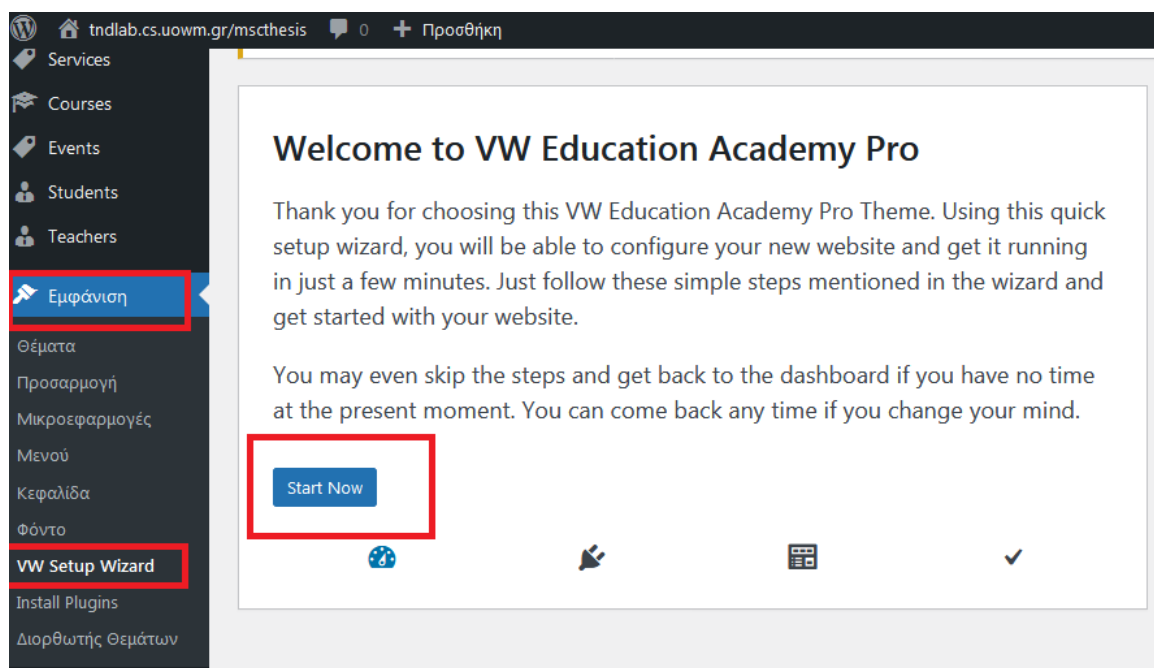 tndlab.cs.uowm.gr/mscthesis 0 + Προσθήκη
Services
Courses
Events
Students
Teachers
Εμφάνιση
Θέματα
Προσαρμογή
Μικροεφαρμογές
Μενού
Κεφαλίδα
Φόντο
VW Setup Wizard
Install Plugins
Διορθωτής Θεμάτων
Welcome to VW Education Academy Pro
Thank you for choosing this VW Education Academy Pro Theme. Using this quick
setup wizard, you will be able to configure your new website and get it running
in just a few minutes. Just follow these simple steps mentioned in the wizard and
get started with your website.
You may even skip the steps and get back to the dashboard if you have no time
at the present moment. You can come back any time if you change your mind.
Start Now